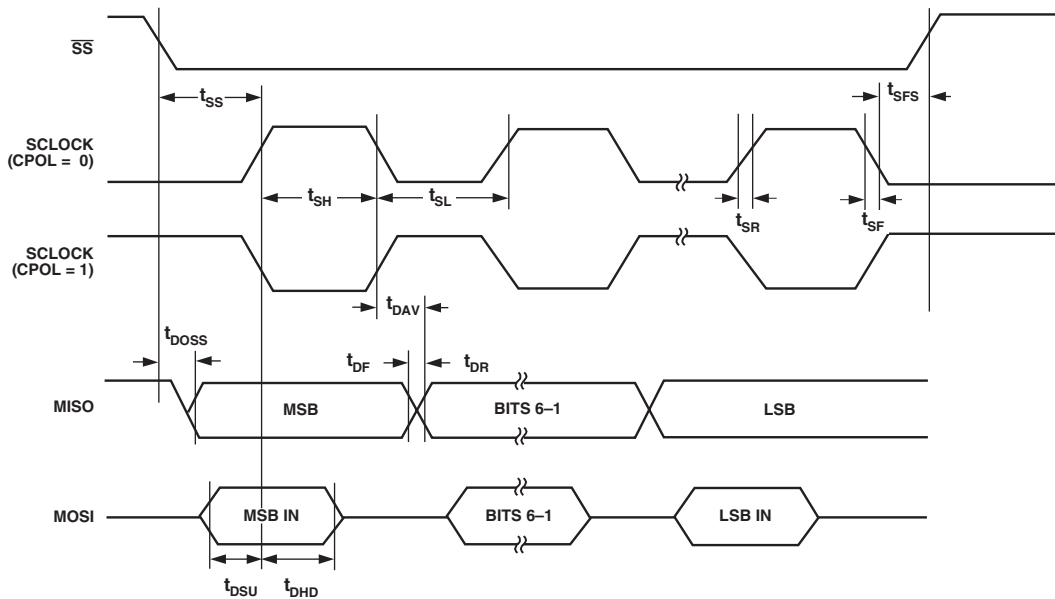 S̅S̅
tSS
tSFS
SCLOCK
(CPOL = 0)
tSH
tSL
tSR
tSF
SCLOCK
(CPOL = 1)
tDAV
tDOSS
tDF
tDR
MISO
MSB
BITS 6–1
LSB
MOSI
MSB IN
BITS 6–1
LSB IN
tDSU
tDHD